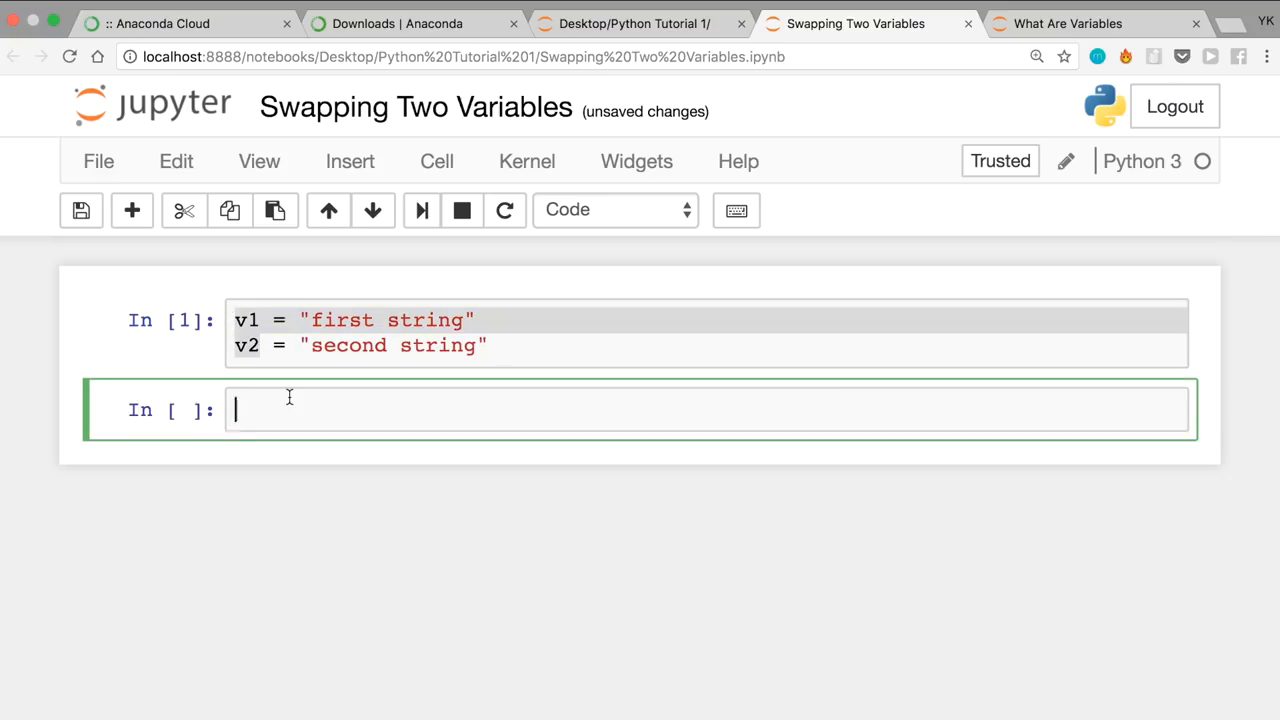 :: Anaconda Cloud
Downloads | Anaconda
Desktop/Python Tutorial 1/
Swapping Two Variables
What Are Variables
YK
localhost:8888/notebooks/Desktop/Python%20Tutorial%201/Swapping%20Two%20Variables.ipynb
jupyter Swapping Two Variables (unsaved changes)
Logout
File Edit View Insert Cell Kernel Widgets Help
Trusted
Python 3
Code
In [1]: v1 = "first string"
v2 = "second string"
In [ ]: